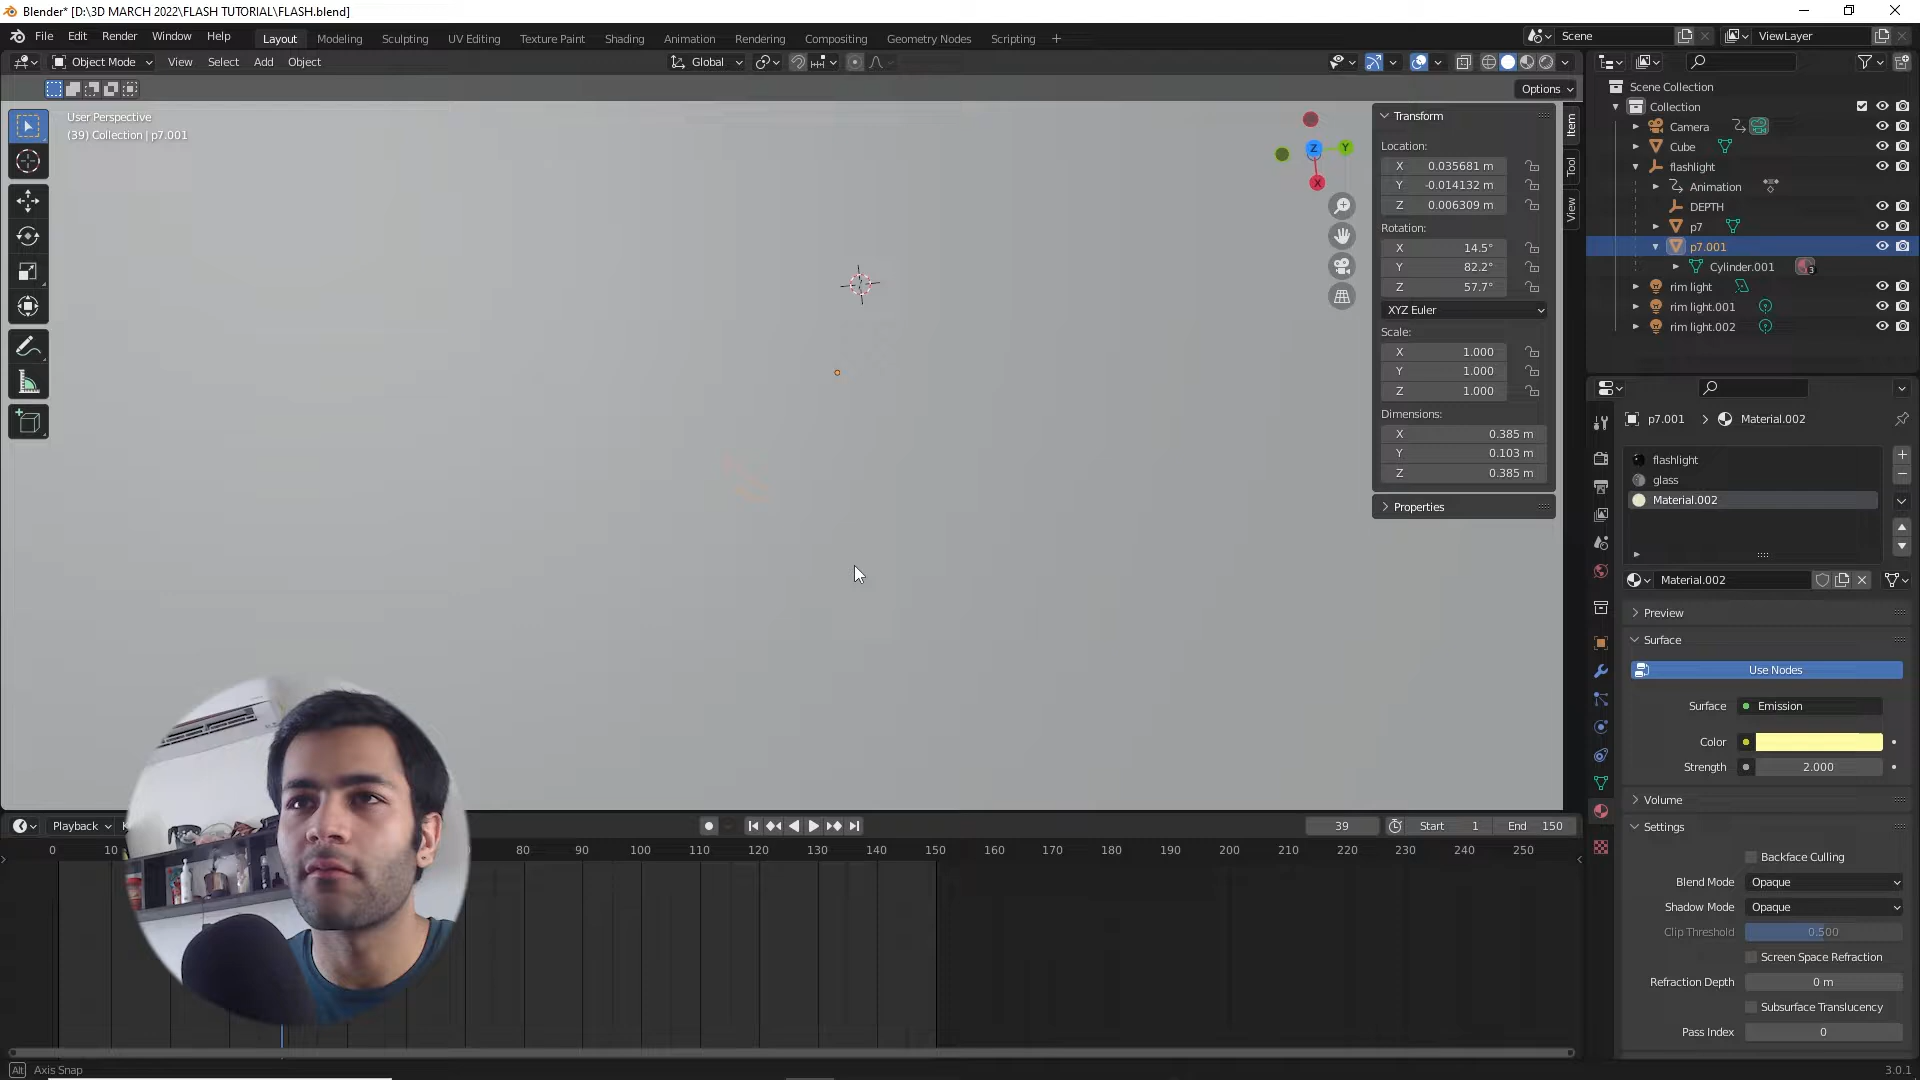 Blender* [D:\3D MARCH 2022\FLASH TUTORIAL\FLASH.blend]
File Edit Render Window Help Layout Modeling Sculpting UV Editing Texture Paint Shading Animation Rendering Compositing Geometry Nodes Scripting + Scene ViewLayer
Object Mode View Select Add Object Global
Options
User Perspective
(39) Collection | p7.001
Z Y X
Transform
Location:
X 0.035681 m
Y -0.014132 m
Z 0.006309 m
Rotation:
X 14.5°
Y 82.2°
Z 57.7°
XYZ Euler
Scale:
X 1.000
Y 1.000
Z 1.000
Dimensions:
X 0.385 m
Y 0.103 m
Z 0.385 m
Properties
Item
Tool
View
Scene Collection
Collection
Camera
Cube
flashlight
Animation
DEPTH
p7
p7.001
Cylinder.001 3
rim light
rim light.001
rim light.002
p7.001 > Material.002
flashlight
glass
Material.002
Material.002
Preview
Surface
Use Nodes
Surface Emission
Color
Strength 2.000
Volume
Settings
Backface Culling
Blend Mode Opaque
Shadow Mode Opaque
Clip Threshold 0.500
Screen Space Refraction
Refraction Depth 0 m
Subsurface Translucency
Pass Index 0
Playback K 39 Start 1 End 150
0 10 70 80 90 100 110 120 130 140 150 160 170 180 190 200 210 220 230 240 250
Alt Axis Snap
3.0.1